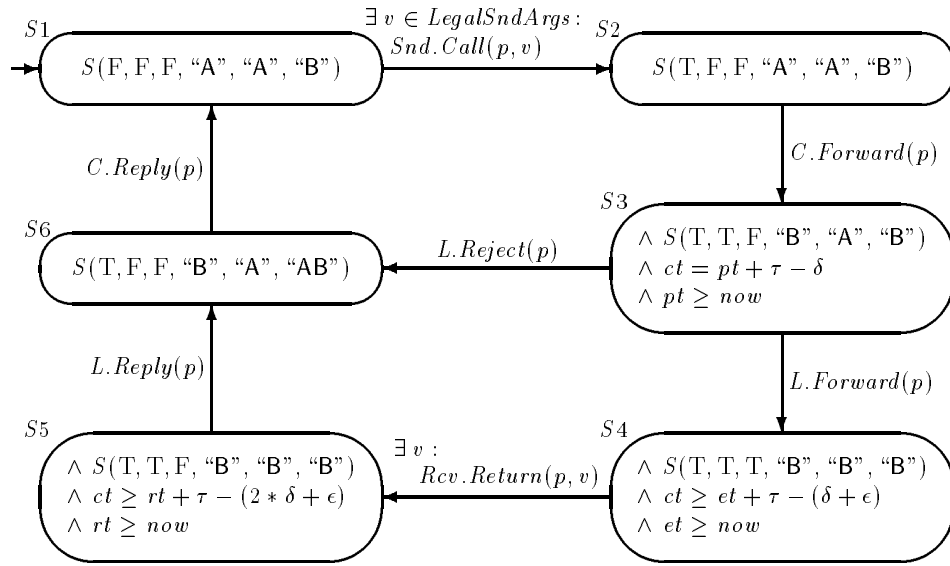 ∃ v ∈ LegalSndArgs :
Snd.Call(p, v)
S1
S(F, F, F, “A”, “A”, “B”)
S2
S(T, F, F, “A”, “A”, “B”)
C.Reply(p)
C.Forward(p)
S6
S(T, F, F, “B”, “A”, “AB”)
L.Reject(p)
S3
∧ S(T, T, F, “B”, “A”, “B”)
∧ ct = pt + τ − δ
∧ pt ≥ now
L.Reply(p)
L.Forward(p)
S5
∧ S(T, T, F, “B”, “B”, “B”)
∧ ct ≥ rt + τ − (2 ∗ δ + ϵ)
∧ rt ≥ now
∃ v :
Rcv.Return(p, v)
S4
∧ S(T, T, T, “B”, “B”, “B”)
∧ ct ≥ et + τ − (δ + ϵ)
∧ et ≥ now